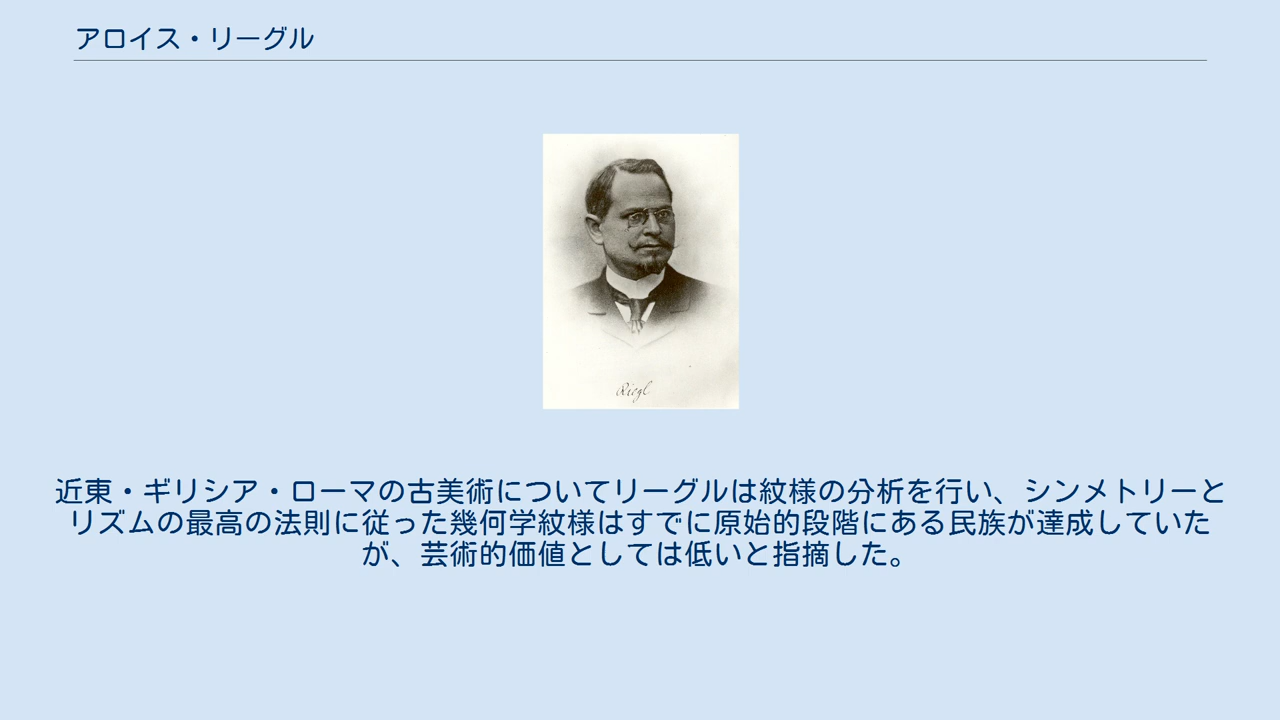 アロイス・リーグル
Riegl
近東・ギリシア・ローマの古美術についてリーグルは紋様の分析を行い、シンメトリーと
リズムの最高の法則に従った幾何学紋様はすでに原始的段階にある民族が達成していた
が、芸術的価値としては低いと指摘した。